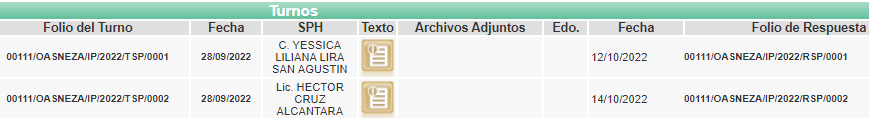 Turnos
Folio del Turno Fecha SPH Texto Archivos Adjuntos Edo. Fecha Folio de Respuesta
00111/OASNEZA/IP/2022/TSP/0001 28/09/2022 C. YESSICA LILIANA LIRA SAN AGUSTIN 12/10/2022 00111/OASNEZA/IP/2022/RSP/0001
00111/OASNEZA/IP/2022/TSP/0002 28/09/2022 Lic. HECTOR CRUZ ALCANTARA 14/10/2022 00111/OASNEZA/IP/2022/RSP/0002